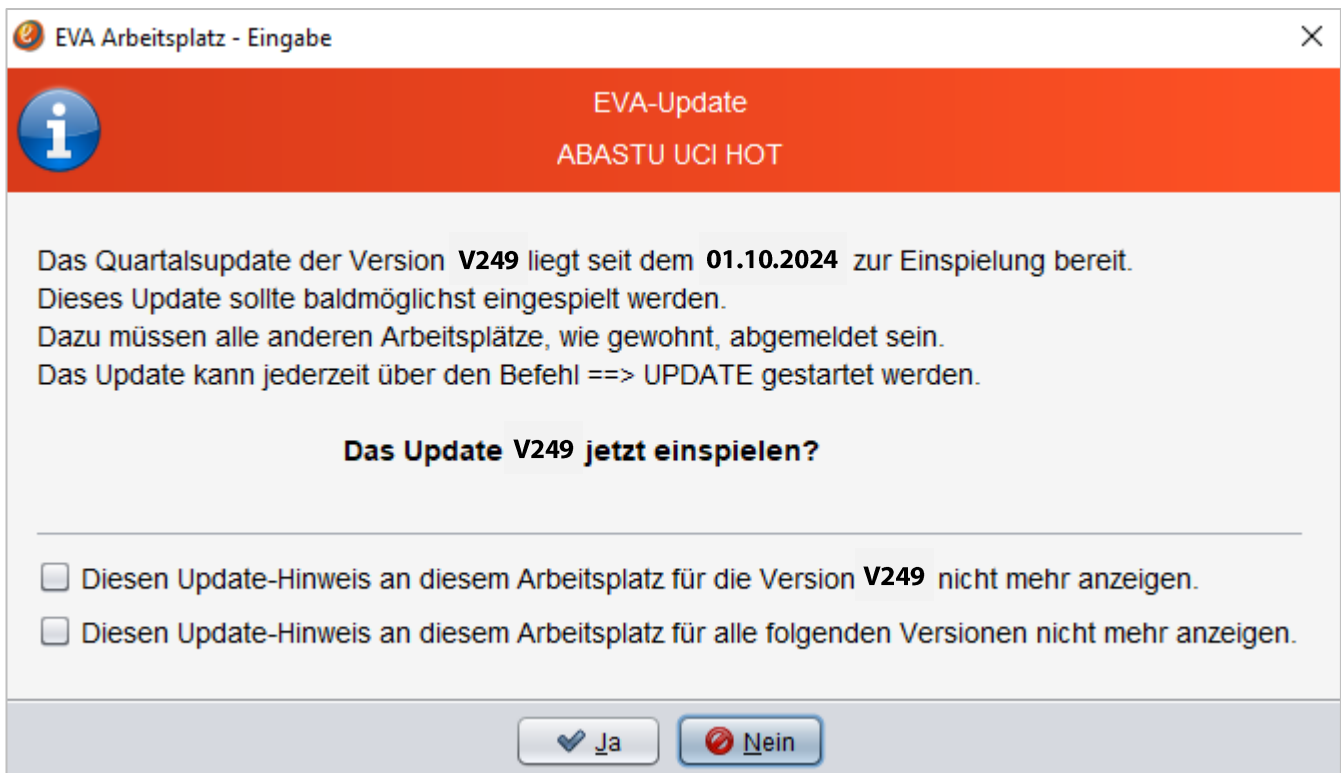 EVA Arbeitsplatz - Eingabe
EVA-Update
ABASTU UCI HOT
Das Quartalsupdate der Version V249 liegt seit dem 01.10.2024 zur Einspielung bereit.
Dieses Update sollte baldmöglichst eingespielt werden.
Dazu müssen alle anderen Arbeitsplätze, wie gewohnt, abgemeldet sein.
Das Update kann jederzeit über den Befehl ==> UPDATE gestartet werden.
Das Update V249 jetzt einspielen?
Diesen Update-Hinweis an diesem Arbeitsplatz für die Version V249 nicht mehr anzeigen.
Diesen Update-Hinweis an diesem Arbeitsplatz für alle folgenden Versionen nicht mehr anzeigen.
Ja Nein